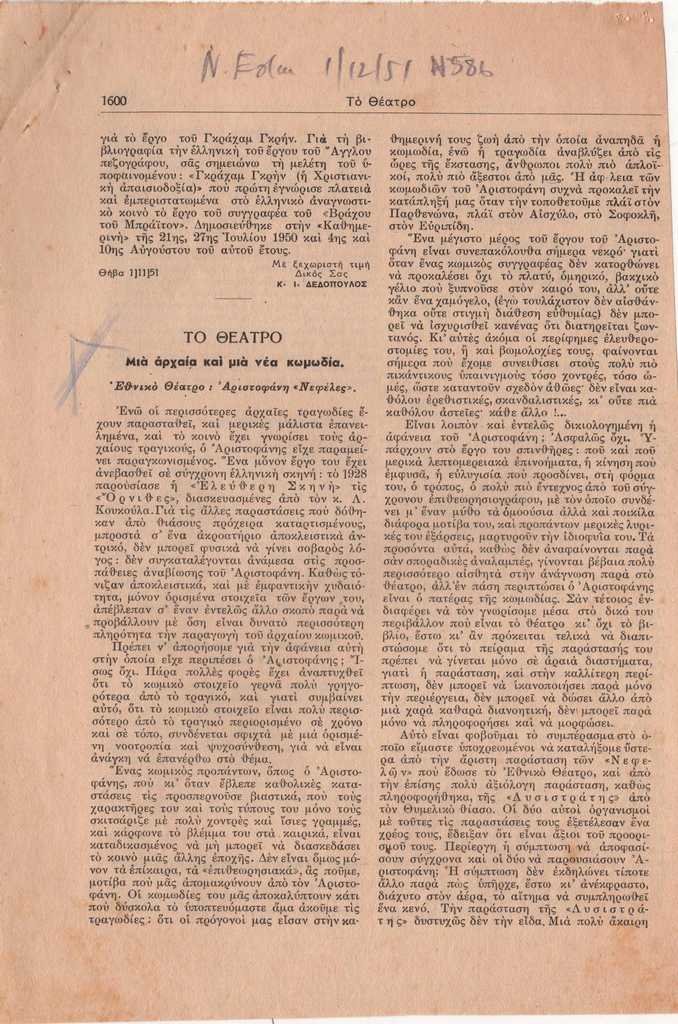 Ν. Εστια 1/12/51 Ν586
1600
Τὸ Θέατρο
γιὰ τὸ ἔργο τοῦ Γκράχαμ Γκρήν. Γιὰ τὴ βι-
βλιογραφία τὴν ἑλληνικὴ τοῦ ἔργου τοῦ Ἄγγλου
πεζογράφου, σᾶς σημειώνω τὴ μελέτη τοῦ ὑ-
ποφαινομένου: «Γκράχαμ Γκρὴν (ἢ Χριστιανι-
κὴ ἀπαισιοδοξία)» ποὺ πρώτη ἐγνώρισε πλατειὰ
καὶ ἐμπεριστατωμένα στὸ ἑλληνικὸ ἀναγνωστι-
κὸ κοινὸ τὸ ἔργο τοῦ συγγραφέα τοῦ «Βράχου
τοῦ Μπράϊτον». Δημοσιεύθηκε στὴν «Καθημε-
ρινὴ» τῆς 21ης, 27ης Ἰουλίου 1950 καὶ 4ης καὶ
10ης Αὐγούστου τοῦ αὐτοῦ ἔτους.
Μὲ ξεχωριστὴ τιμὴ
Θήβα 1]11]51 Δικός Σας
Κ. Ι. ΔΕΔΟΠΟΥΛΟΣ
ΤΟ ΘΕΑΤΡΟ
Μιὰ ἀρχαία καὶ μιὰ νέα κωμωδία.
Ἐθνικὸ Θέατρο: Ἀριστοφάνη «Νεφέλες».
Ἐνῶ οἱ περισσότερες ἀρχαῖες τραγωδίες ἔ-
χουν παρασταθεῖ, καὶ μερικὲς μάλιστα ἐπανει-
λημένα, καὶ τὸ κοινὸ ἔχει γνωρίσει τοὺς ἀρ-
χαίους τραγικούς, ὁ Ἀριστοφάνης εἶχε παραμεί-
νει παραγκωνισμένος. Ἕνα μόνον ἔργο του ἔχει
ἀνεβασθεῖ σὲ σύγχρονη ἑλληνικὴ σκηνή: τὸ 1928
παρουσίασε ἡ «Ἐλεύθερη Σκηνὴ» τὶς
«Ὄρνιθες», διασκευασμένες ἀπὸ τὸν κ. Λ.
Κουκούλα. Γιὰ τὶς ἄλλες παραστάσεις ποὺ δόθη-
καν ἀπὸ θιάσους πρόχειρα καταρτισμένους,
μπροστὰ σ' ἕνα ἀκροατήριο ἀποκλειστικὰ ἀν-
τρικό, δὲν μπορεῖ φυσικὰ νὰ γίνει σοβαρὸς λό-
γος: δὲν συγκαταλέγονται ἀνάμεσα στὶς προσ-
πάθειες ἀναβίωσης τοῦ Ἀριστοφάνη. Καθὼς τό-
νιζαν ἀποκλειστικά, καὶ μὲ ἐμφαντικὴν χυδαιό-
τητα, μόνον ὁρισμένα στοιχεῖα τῶν ἔργων του,
ἀπέβλεπαν σ' ἕναν ἐντελῶς ἄλλο σκοπὸ παρὰ νὰ
προβάλλουν μὲ ὅση εἶναι δυνατὸ περισσότερη
πληρότητα τὴν παραγωγὴ τοῦ ἀρχαίου κωμικοῦ.
Πρέπει ν' ἀπορήσομε γιὰ τὴν ἀφάνεια αὐτὴ
στὴν ὁποία εἶχε περιπέσει ὁ Ἀριστοφάνης; Ἴ-
σως ὄχι. Πάρα πολλὲς φορὲς ἔχει ἀναπτυχθεῖ
ὅτι τὸ κωμικὸ στοιχεῖο γερνᾶ πολὺ γρηγο-
ρότερα ἀπὸ τὸ τραγικό, καὶ γιατὶ συμβαίνει
αὐτό, ὅτι τὸ κωμικὸ στοιχεῖο εἶναι πολὺ περισ-
σότερο ἀπὸ τὸ τραγικὸ περιορισμένο σὲ χρόνο
καὶ σὲ τόπο, συνδένεται σφιχτὰ μὲ μιὰ ὁρισμέ-
νη νοοτροπία καὶ ψυχοσύνθεση, γιὰ νὰ εἶναι
ἀνάγκη νὰ ἐπανέρθω στὸ θέμα.
Ἕνας κωμικὸς προπάντων, ὅπως ὁ Ἀριστο-
φάνης, ποὺ κι' ὅταν ἔβλεπε καθολικὲς κατα-
στάσεις τὶς προσπερνοῦσε βιαστικά, ποὺ τοὺς
χαρακτῆρες του καὶ τοὺς τύπους του μόνο τοὺς
σκιτσάριζε μὲ πολὺ χοντρὲς καὶ ἴσιες γραμμές,
καὶ κάρφωνε τὸ βλέμμα του στὰ καιρικά, εἶναι
καταδικασμένος νὰ μὴ μπορεῖ νὰ διασκεδάσει
τὸ κοινὸ μιᾶς ἄλλης ἐποχῆς. Δὲν εἶναι ὅμως μό-
νον τὰ ἐπίκαιρα, τὰ «ἐπιθεωρησιακά», ἂς ποῦμε,
μοτίβα ποὺ μᾶς ἀπομακρύνουν ἀπὸ τὸν Ἀριστο-
φάνη. Οἱ κωμωδίες του μᾶς ἀποκαλύπτουν κάτι
ποὺ δύσκολα τὸ ὑποπτευόμαστε ἅμα ἀκοῦμε τὶς
τραγωδίες: ὅτι οἱ πρόγονοί μας εἶσαν στὴν κα-
θημερινή τους ζωὴ ἀπὸ τὴν ὁποία ἀναπηδᾶ ἡ
κωμωδία, ἐνῶ ἡ τραγωδία ἀναβλύζει ἀπὸ τὶς
ὧρες τῆς ἔκστασης, ἄνθρωποι πολὺ πιὸ ἁπλοϊ-
κοί, πολὺ πιὸ ἄξεστοι ἀπὸ μᾶς. Ἡ ἀφέλεια τῶν
κωμωδιῶν τοῦ Ἀριστοφάνη συχνὰ προκαλεῖ τὴν
κατάπληξή μας ὅταν τὴν τοποθετοῦμε πλάϊ στὸν
Παρθενώνα, πλάϊ στὸν Αἰσχύλο, στὸ Σοφοκλῆ,
στὸν Εὐριπίδη.
Ἕνα μέγιστο μέρος τοῦ ἔργου τοῦ Ἀριστο-
φάνη εἶναι συνεπακόλουθα σήμερα νεκρό· γιατὶ
ὅταν ἕνας κωμικὸς συγγραφέας δὲν κατορθώνει
νὰ προκαλέσει ὄχι τὸ πλατύ, ὁμηρικό, βακχικὸ
γέλιο ποὺ ξυπνοῦσε στὸν καιρό του, ἀλλ' οὔτε
κἂν ἕνα χαμόγελο, (ἐγὼ τουλάχιστον δὲν αἰσθάν-
θηκα οὔτε στιγμὴ διάθεση εὐθυμίας) δὲν μπο-
ρεῖ νὰ ἰσχυρισθεῖ κανένας ὅτι διατηρεῖται ζων-
τανός. Κι' αὐτὲς ἀκόμα οἱ περίφημες ἐλευθερο-
στομίες του, ἢ καὶ βωμολοχίες τους, φαίνονται
σήμερα ποὺ ἔχομε συνειθίσει στοὺς πολὺ πιὸ
πικάντικους ὑπαινιγμοὺς τόσο χοντρές, τόσο ὠ-
μές, ὥστε καταντοῦν σχεδὸν ἀθῶες· δὲν εἶναι κα-
θόλου ἐρεθιστικές, σκανδαλιστικές, κι' οὔτε πιὰ
καθόλου ἀστεῖες· κάθε ἄλλο!...
Εἶναι λοιπὸν καὶ ἐντελῶς δικιολογημένη ἡ
ἀφάνεια τοῦ Ἀριστοφάνη; Ἀσφαλῶς ὄχι. Ὑ-
πάρχουν στὸ ἔργο του σπινθῆρες: ποῦ καὶ ποῦ
μερικὰ λεπτομερειακὰ ἐπινοήματα, ἡ κίνηση ποὺ
ἐμφυσᾶ, ἡ εὐλυγισία ποὺ προσδίνει, στὴ φόρμα
του, ὁ τρόπος, ὁ πολὺ πιὸ ἔντεχνος ἀπὸ τοῦ σύγ-
χρονου ἐπιθεωρησιογράφου, μὲ τὸν ὁποῖο συνδέ-
νει μ' ἕναν μύθο τὰ ὁμοούσια ἀλλὰ καὶ ποικίλα
διάφορα μοτίβα του, καὶ προπάντων μερικὲς λυρι-
κές του ἐξάρσεις, μαρτυροῦν τὴν ἰδιοφυΐα του. Τὰ
προσόντα αὐτά, καθὼς δὲν ἀναφαίνονται παρὰ
σὰν σποραδικὲς ἀναλαμπές, γίνονται βέβαια πολὺ
περισσότερο αἰσθητὰ στὴν ἀνάγνωση παρὰ στὸ
θέατρο, ἀλλ' ἐν πάσῃ περιπτώσει ὁ Ἀριστοφάνης
εἶναι ὁ πατέρας τῆς κωμωδίας. Σὰν τέτοιος ἐν-
διαφέρει νὰ τὸν γνωρίσομε μέσα στὸ δικό του
περιβάλλον ποὺ εἶναι τὸ θέατρο κι' ὄχι τὸ βι-
βλίο, ἔστω κι' ἂν πρόκειται τελικὰ νὰ διαπι-
στώσομε ὅτι τὸ πείραμα τῆς παράστασής του
πρέπει νὰ γίνεται μόνο σὲ ἀραιὰ διαστήματα,
γιατὶ ἡ παράσταση, καὶ στὴν καλλίτερη περί-
πτωση, δὲν μπορεῖ νὰ ἱκανοποιήσει παρὰ μόνο
τὴν περιέργεια, δὲν μπορεῖ νὰ δώσει ἄλλο ἀπὸ
μιὰ χαρὰ καθαρὰ διανοητική, δὲν μπορεῖ παρὰ
μόνο νὰ πληροφορήσει καὶ νὰ μορφώσει.
Αὐτὸ εἶναι φοβοῦμαι τὸ συμπέρασμα στὸ ὁ-
ποῖο εἴμαστε ὑποχρεωμένοι νὰ καταλήξομε ὕστε-
ρα ἀπὸ τὴν ἄριστη παράσταση τῶν «Νεφε-
λῶν» ποὺ ἔδωσε τὸ Ἐθνικὸ Θέατρο, καὶ ἀπὸ
τὴν ἐπίσης πολὺ ἀξιόλογη παράσταση, καθὼς
πληροφορήθηκα, τῆς «Λυσιστράτης» ἀπὸ
τὸν Θυμελικὸ θίασο. Οἱ δύο αὐτοὶ ὀργανισμοὶ
μὲ τοῦτες τὶς παραστάσεις τους ἐξετέλεσαν ἕνα
χρέος τους, ἔδειξαν ὅτι εἶναι ἄξιοι τοῦ προορι-
σμοῦ τους. Περίεργη ἡ σύμπτωση νὰ ἀποφασί-
σουν σύγχρονα καὶ οἱ δύο νὰ παρουσιάσουν Ἀ-
ριστοφάνη; Ἡ σύμπτωση δὲν ἐκδηλώνει τίποτε
ἄλλο παρὰ πὼς ὑπῆρχε, ἔστω κι' ἀνέκφραστο,
διάχυτο στὸν ἀέρα, τὸ αἴτημα νὰ συμπληρωθεῖ
ἕνα κενό. Τὴν παράσταση τῆς «Λυσιστρά-
της» δυστυχῶς δὲν τὴν εἶδα. Μιὰ πολὺ ἄκαιρη